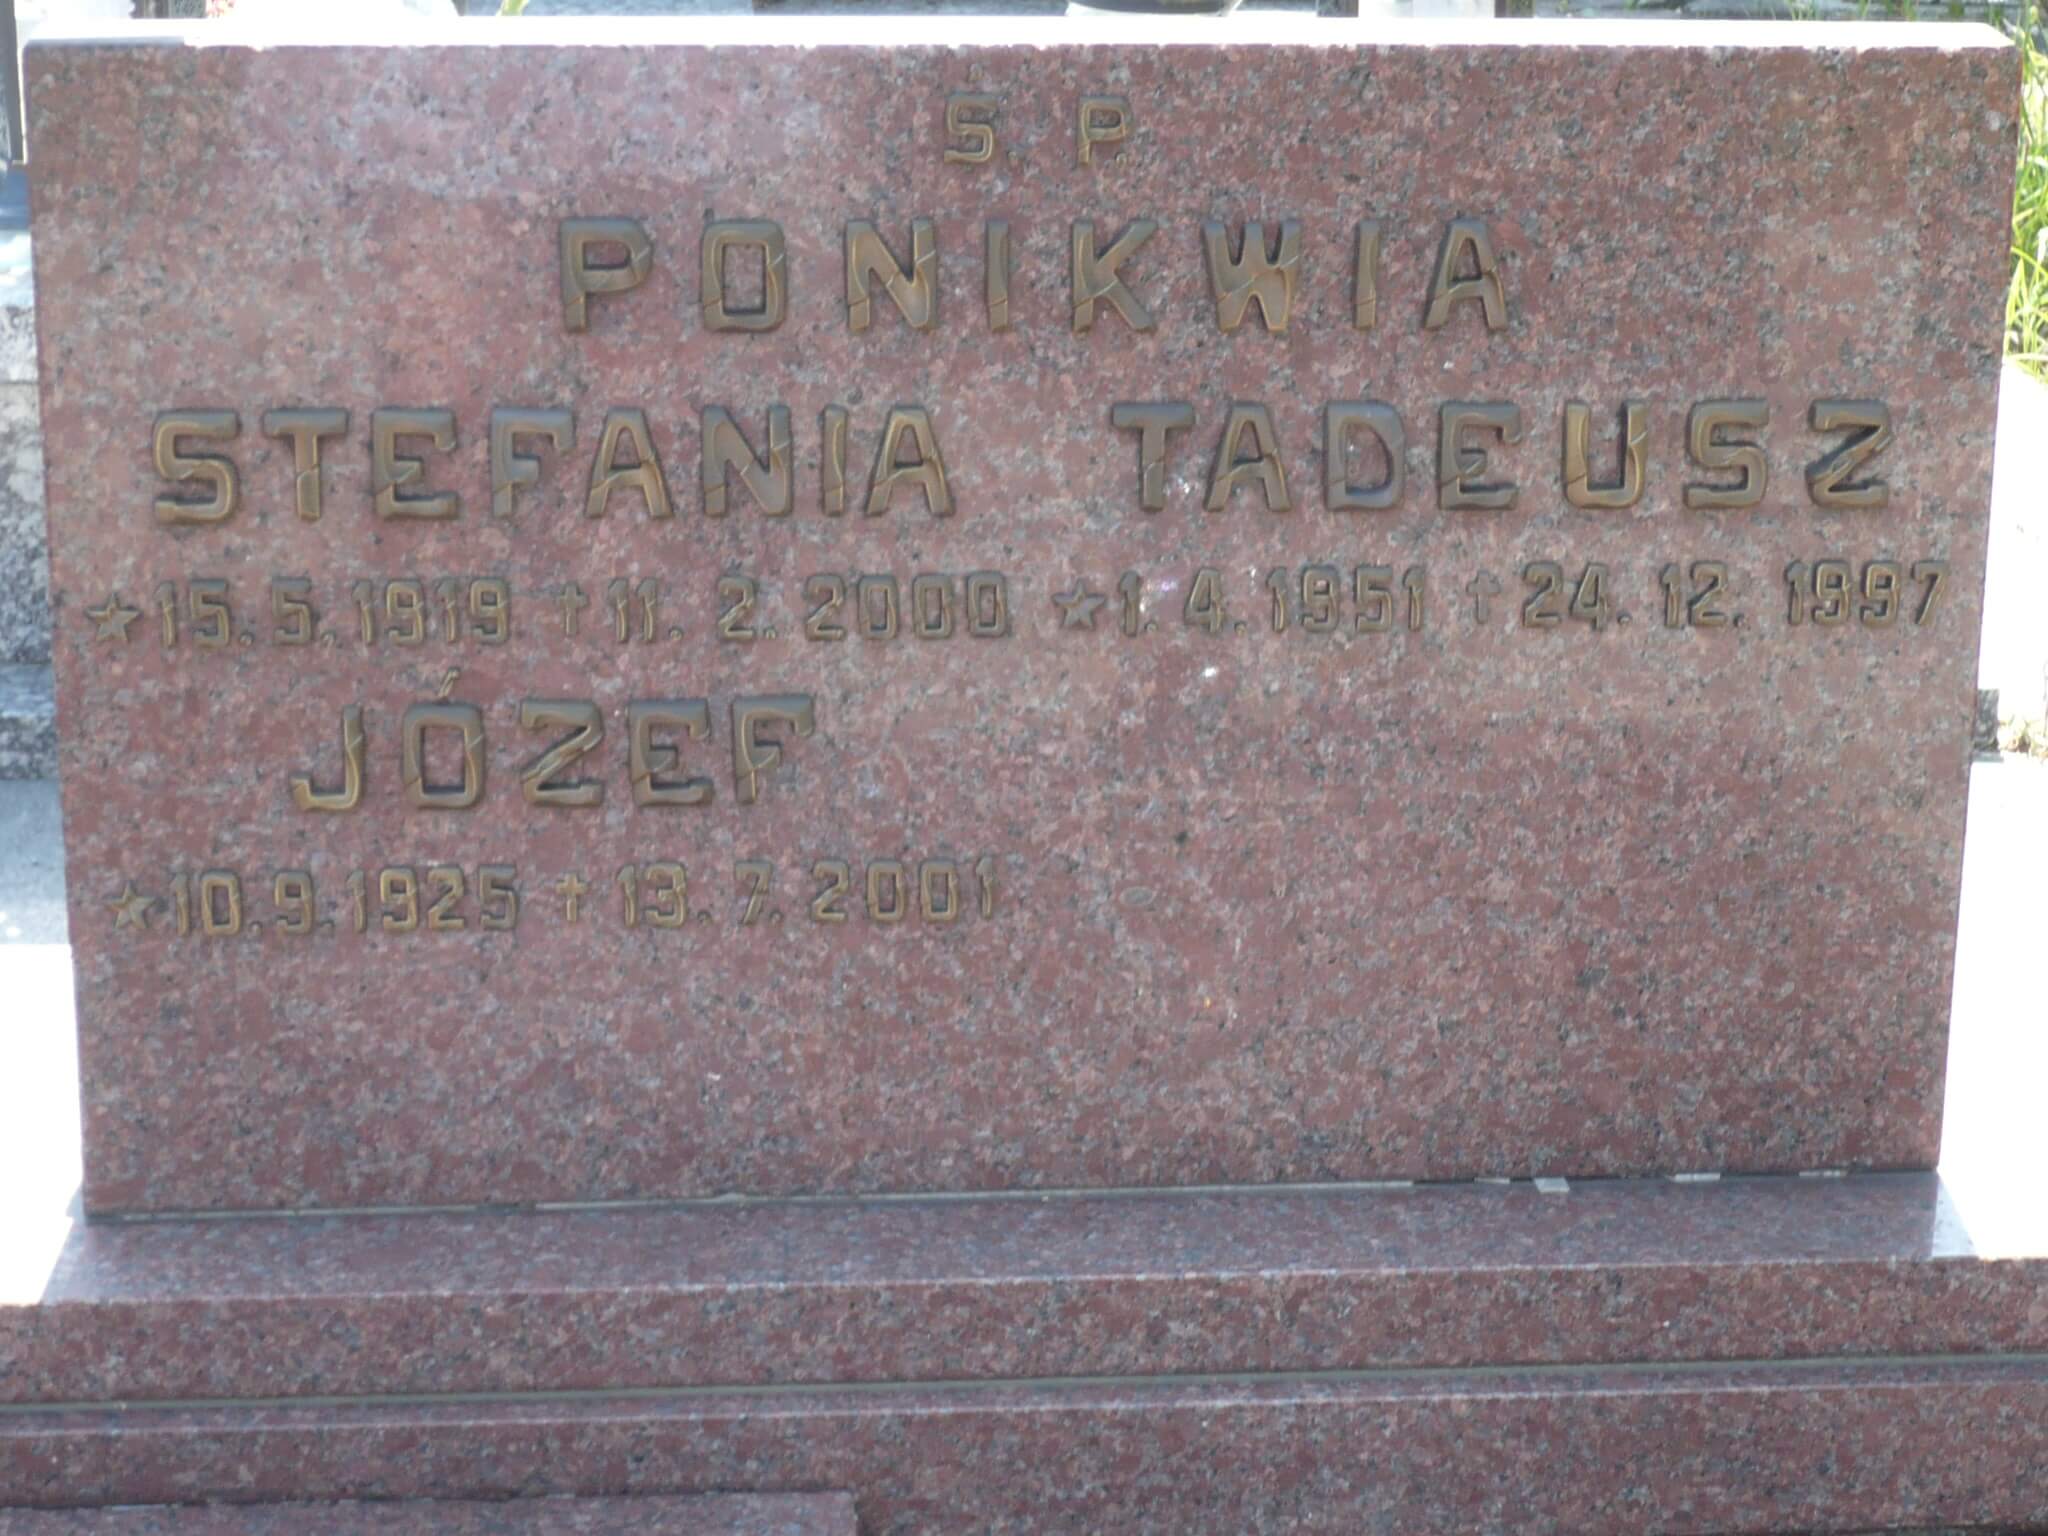 Ś. P.
PONIKWIA
STEFANIA TADEUSZ
★15.5.1919 ✝ 11.2.2000 ★1.4.1951 ✝ 24.12.1997
JÓZEF
★10.9.1925 ✝ 13.7.2001